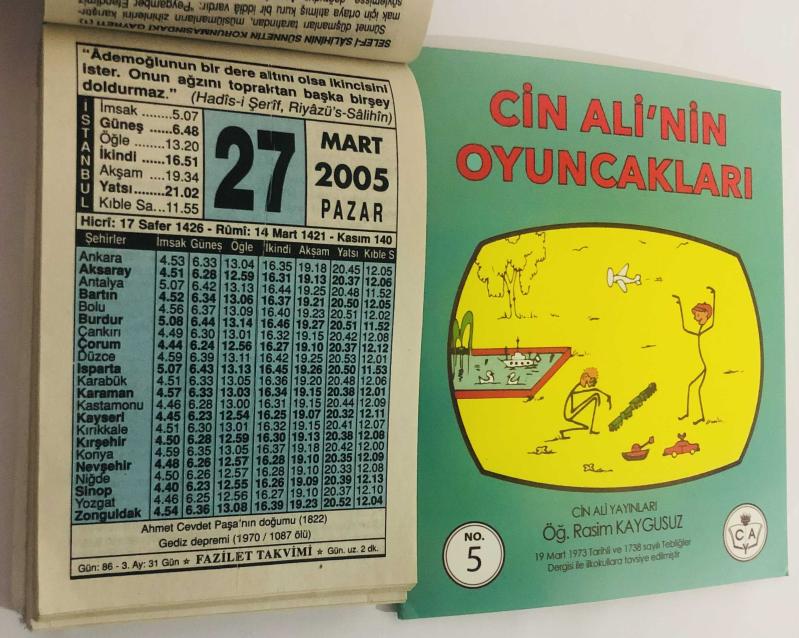 SELEF-İ SÂLİHÎNİN SÜNNETİN KORUNMASINDAKİ GAYRETİ (1)
Sünnet düşmanları tarafından, müslümanların zihinlerini karıştır-
mak için ortaya atılmış kuru bir iddiâ vardır: "Peygamber Efendimiz
"Âdemoğlunun bir dere altını olsa ikincisini
ister. Onun ağzını topraktan başka birşey
doldurmaz." (Hadîs-i Şerîf, Riyâzü's-Sâlihîn)
İSTANBUL
İmsak ........5.07
Güneş ......6.48
Öğle .......13.20
İkindi .....16.51
Akşam ....19.34
Yatsı.......21.02
Kıble Sa...11.55
27
MART
2005
PAZAR
Hicrî: 17 Safer 1426 - Rûmî: 14 Mart 1421 - Kasım 140
Şehirler İmsak Güneş Öğle İkindi Akşam Yatsı Kıble S
Ankara 4.53 6.33 13.04 16.35 19.18 20.45 12.05
Aksaray 4.51 6.28 12.59 16.31 19.13 20.37 12.06
Antalya 5.07 6.42 13.13 16.44 19.25 20.48 11.52
Bartın 4.52 6.34 13.06 16.37 19.21 20.50 12.05
Bolu 4.56 6.37 13.09 16.40 19.23 20.51 12.02
Burdur 5.08 6.44 13.14 16.46 19.27 20.51 11.52
Çankırı 4.49 6.30 13.01 16.32 19.15 20.42 12.08
Çorum 4.44 6.24 12.56 16.27 19.10 20.37 12.12
Düzce 4.59 6.39 13.11 16.42 19.25 20.53 12.01
Isparta 5.07 6.43 13.13 16.45 19.26 20.50 11.53
Karabük 4.51 6.33 13.05 16.36 19.20 20.48 12.06
Karaman 4.57 6.33 13.03 16.34 19.15 20.38 12.01
Kastamonu 4.46 6.28 13.00 16.31 19.15 20.44 12.09
Kayseri 4.45 6.23 12.54 16.25 19.07 20.32 12.11
Kırıkkale 4.51 6.30 13.01 16.32 19.15 20.41 12.07
Kırşehir 4.50 6.28 12.59 16.30 19.13 20.38 12.08
Konya 4.59 6.35 13.05 16.37 19.18 20.42 12.00
Nevşehir 4.48 6.26 12.57 16.28 19.10 20.35 12.09
Niğde 4.50 6.26 12.57 16.28 19.10 20.33 12.08
Sinop 4.40 6.23 12.55 16.26 19.09 20.39 12.13
Yozgat 4.46 6.25 12.56 16.27 19.10 20.37 12.10
Zonguldak 4.54 6.36 13.08 16.39 19.23 20.52 12.04
Ahmet Cevdet Paşa'nın doğumu (1822)
Gediz depremi (1970 / 1087 ölü)
Gün: 86 - 3. Ay: 31 Gün ★ FAZİLET TAKVİMİ ★ Gün. uz. 2 dk.
CİN ALİ'NİN
OYUNCAKLARI
CİN ALİ YAYINLARI
Öğ. Rasim KAYGUSUZ
19 Mart 1973 Tarihli ve 1738 sayılı Tebliğler
Dergisi ile ilkokullara tavsiye edilmiştir
NO.
5
C A